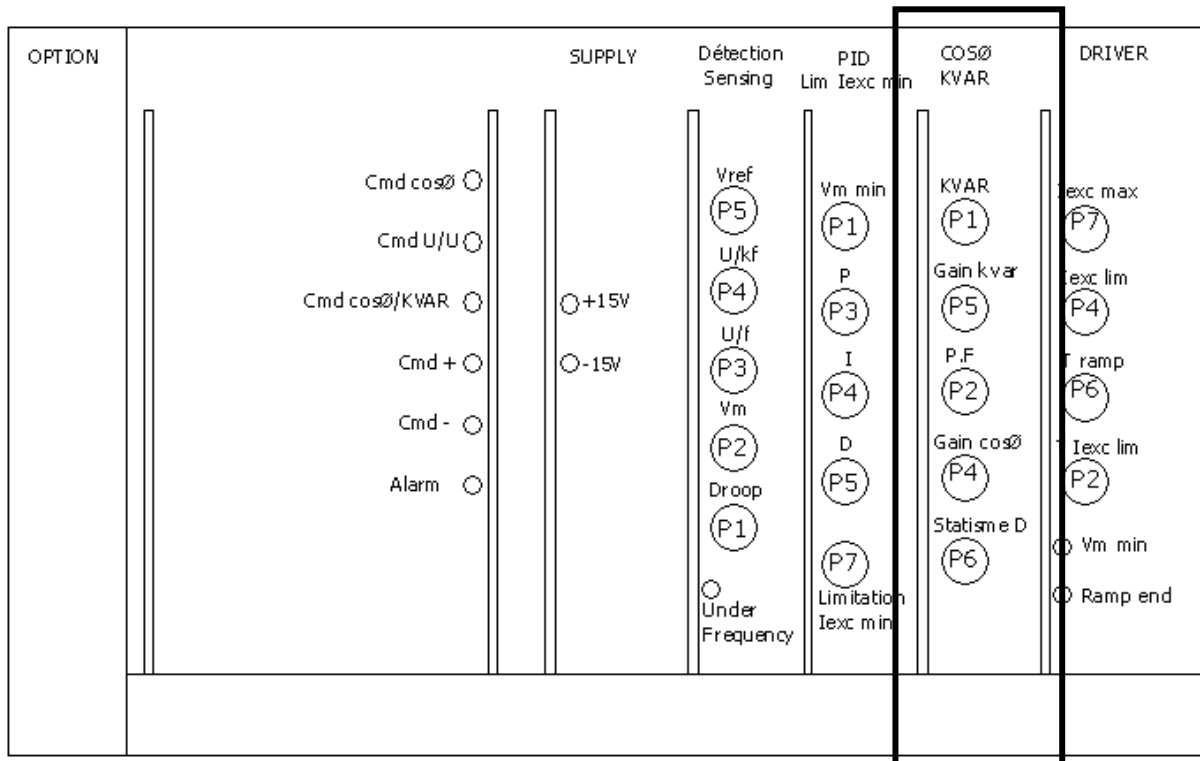 OPTION
SUPPLY
Détection
Sensing
PID
Lim Iexc min
COSØ
KVAR
DRIVER
Cmd cosØ
Cmd U/U
Cmd cosØ/KVAR
Cmd +
Cmd -
Alarm
+15V
-15V
Vref
P5
U/kf
P4
U/f
P3
Vm
P2
Droop
P1
Under
Frequency
Vm min
P1
P
P3
I
P4
D
P5
P7
Limitation
Iexc min
KVAR
P1
Gain kvar
P5
P.F
P2
Gain cosØ
P4
Statisme D
P6
Iexc max
P7
Iexc lim
P4
T ramp
P6
T Iexc lim
P2
Vm min
Ramp end